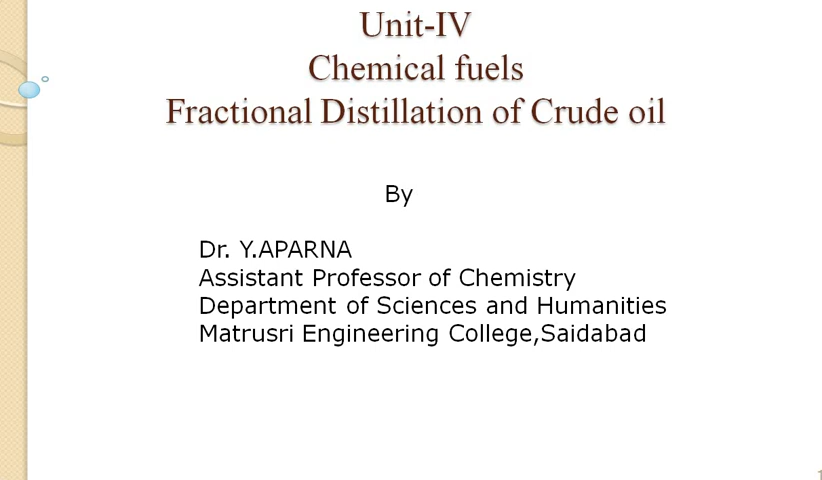 Unit-IV
Chemical fuels
Fractional Distillation of Crude oil
By
Dr. Y.APARNA
Assistant Professor of Chemistry
Department of Sciences and Humanities
Matrusri Engineering College,Saidabad
1